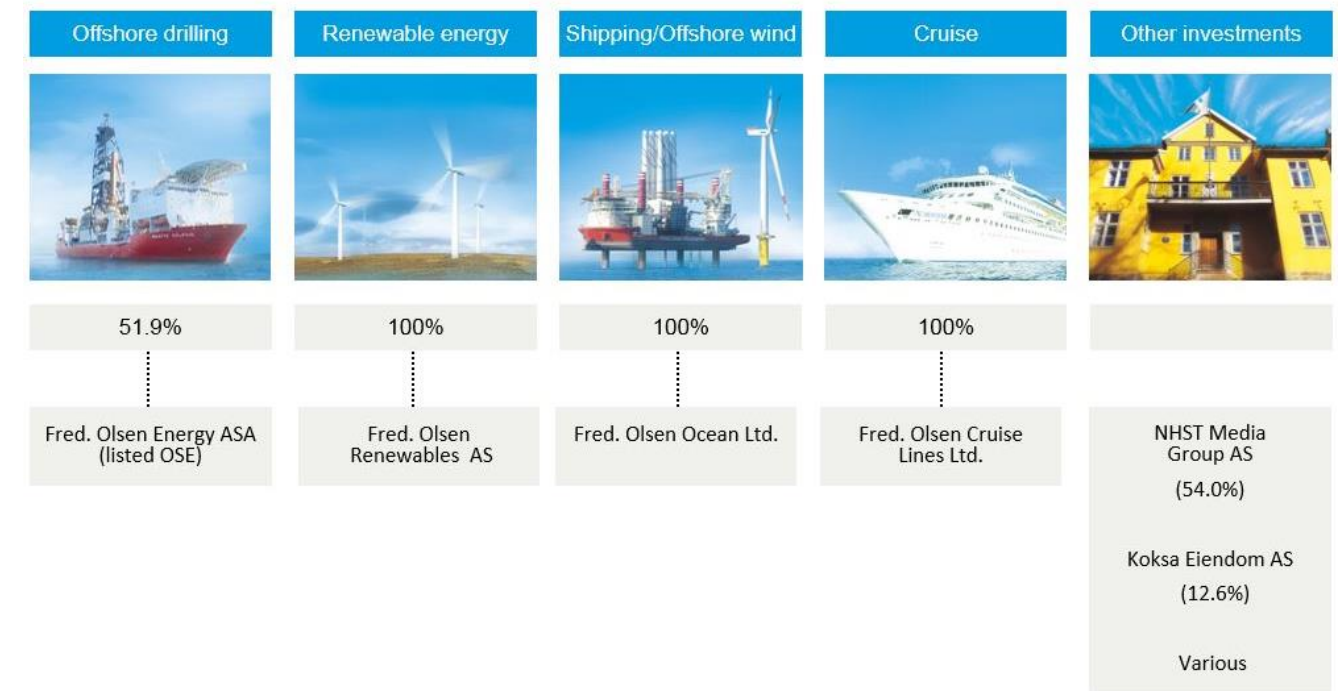 Offshore drilling
Renewable energy
Shipping/Offshore wind
Cruise
Other investments
51.9%
100%
100%
100%
Fred. Olsen Energy ASA
(listed OSE)
Fred. Olsen
Renewables AS
Fred. Olsen Ocean Ltd.
Fred. Olsen Cruise
Lines Ltd.
NHST Media
Group AS
(54.0%)
Koksa Eiendom AS
(12.6%)
Various